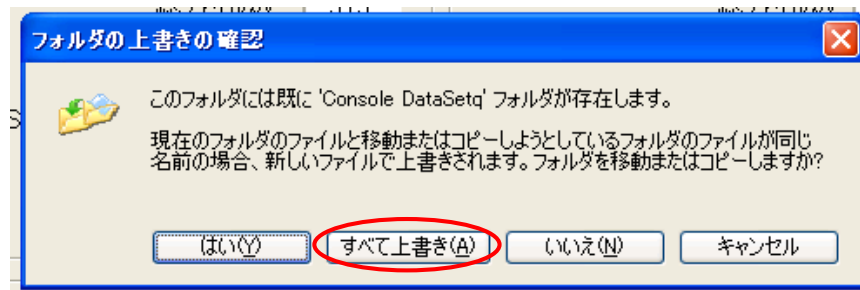 フォルダの上書きの確認
このフォルダには既に 'Console DataSetq' フォルダが存在します。
現在のフォルダのファイルと移動またはコピーしようとしているフォルダのファイルが同じ
名前の場合、新しいファイルで上書きされます。フォルダを移動またはコピーしますか?
はい(Y)
すべて上書き(A)
いいえ(N)
キャンセル